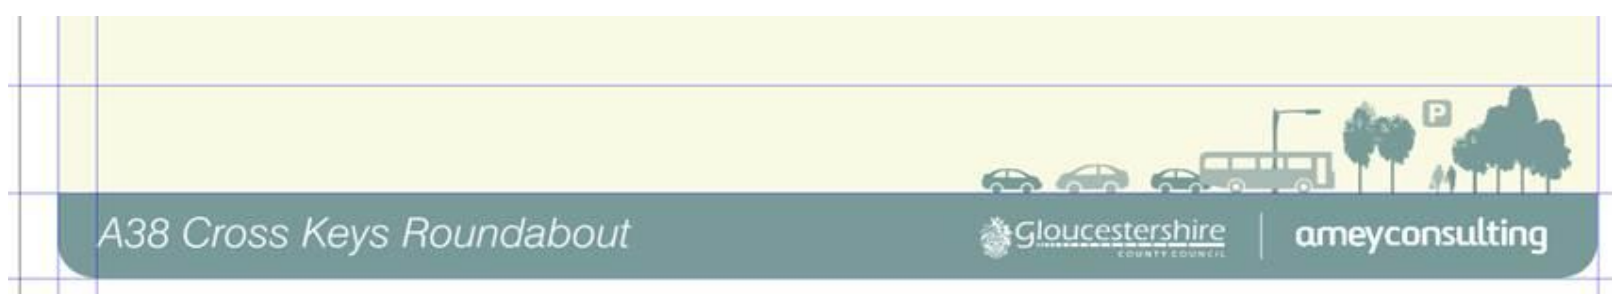 P
A38 Cross Keys Roundabout
Gloucestershire
COUNTY COUNCIL
ameyconsulting